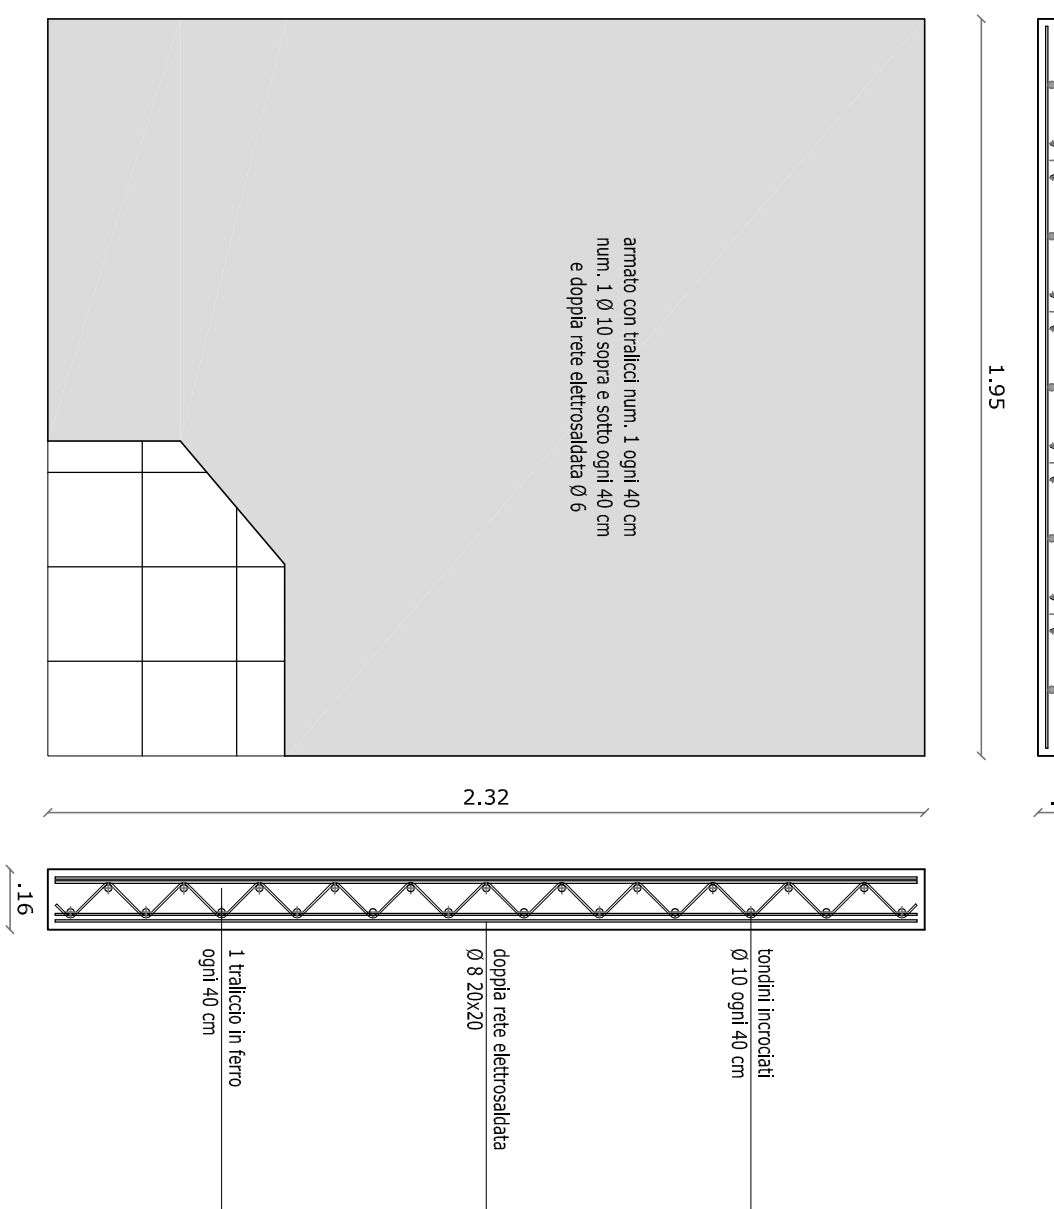 armato con tralicci num. 1 ogni 40 cm
num. 1 Ø 10 sopra e sotto ogni 40 cm
e doppia rete elettrosaldata Ø 6
1.95
2.32
.16
tondini incrociati
Ø 10 ogni 40 cm
doppia rete elettrosaldata
Ø 8 20x20
1 traliccio in ferro
ogni 40 cm